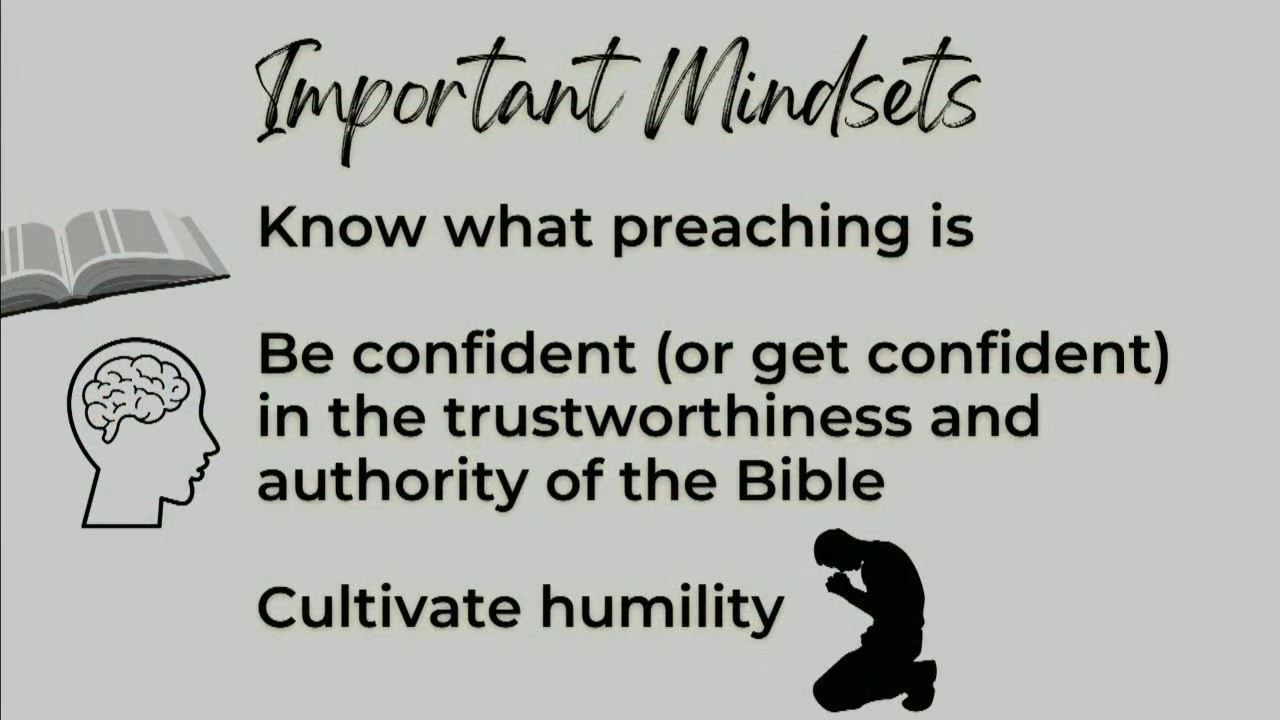 Important Mindsets
Know what preaching is
Be confident (or get confident)
in the trustworthiness and
authority of the Bible
Cultivate humility